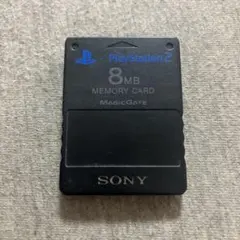 PlayStation 2
8MB
MEMORY CARD
MagicGate
SONY